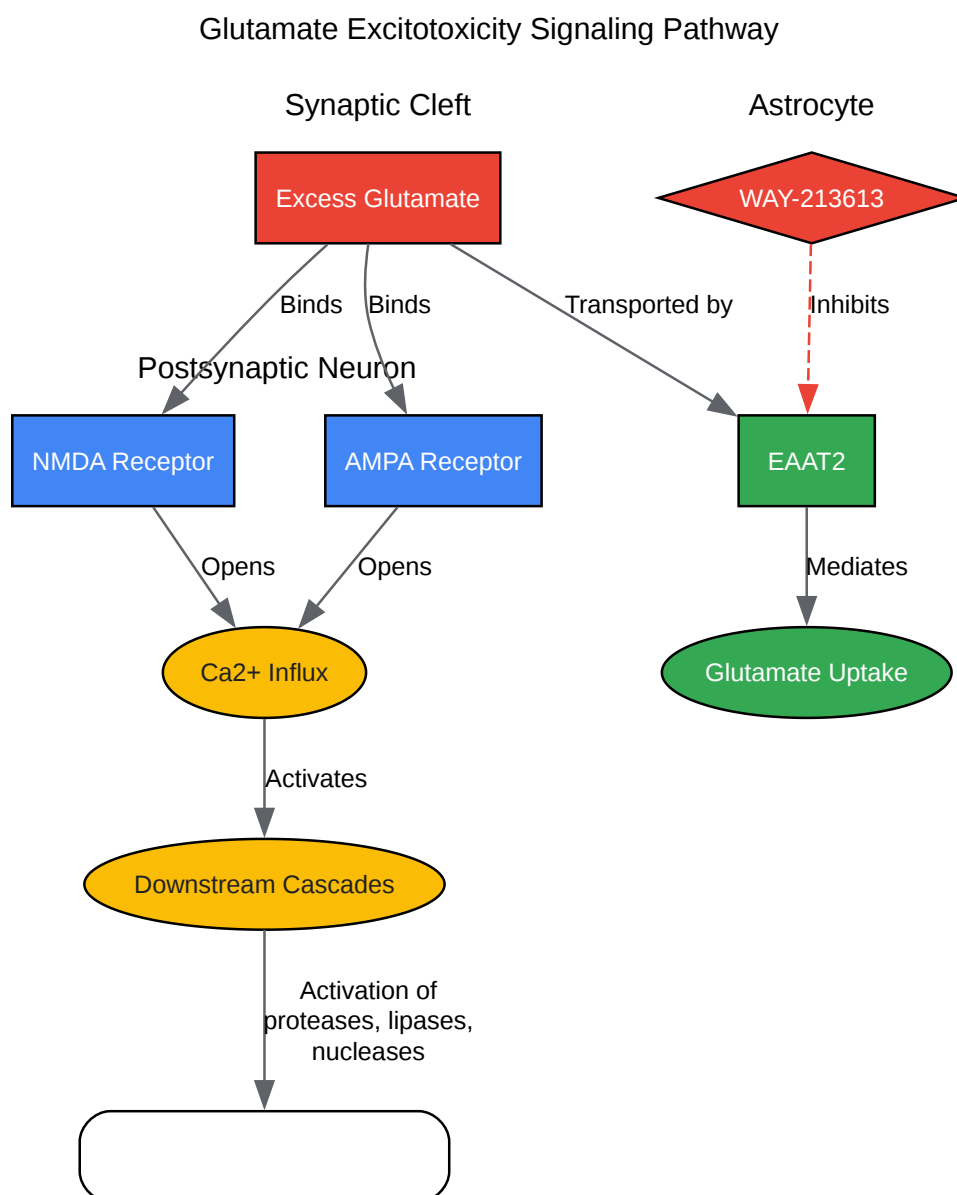 Glutamate Excitotoxicity Signaling Pathway
Synaptic Cleft
Astrocyte
Excess Glutamate
WAY-213613
Binds
Binds
Transported by
Inhibits
Postsynaptic Neuron
NMDA Receptor
AMPA Receptor
EAAT2
Opens
Opens
Mediates
Ca2+ Influx
Glutamate Uptake
Activates
Downstream Cascades
Activation of
proteases, lipases,
nucleases